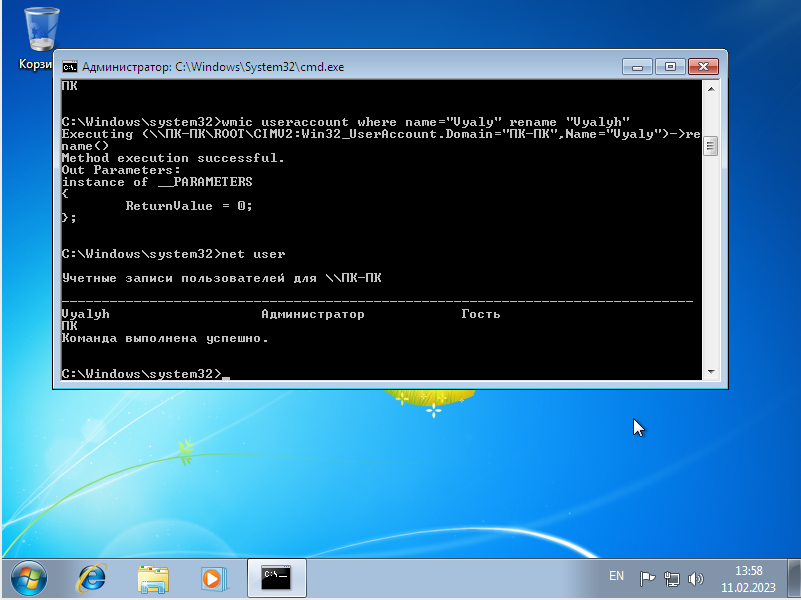 Корзи
Администратор: C:\Windows\System32\cmd.exe
ПК
C:\Windows\system32>wmic useraccount where name="Vyaly" rename "Vyalyh"
Executing (\\ПК-ПК\ROOT\CIMV2:Win32_UserAccount.Domain="ПК-ПК",Name="Vyaly")->re
name()
Method execution successful.
Out Parameters:
instance of __PARAMETERS
{
ReturnValue = 0;
};
C:\Windows\system32>net user
Учетные записи пользователей для \\ПК-ПК
-------------------------------------------------------------------------------
Vyalyh Администратор Гость
ПК
Команда выполнена успешно.
C:\Windows\system32>_
EN
13:58
11.02.2023